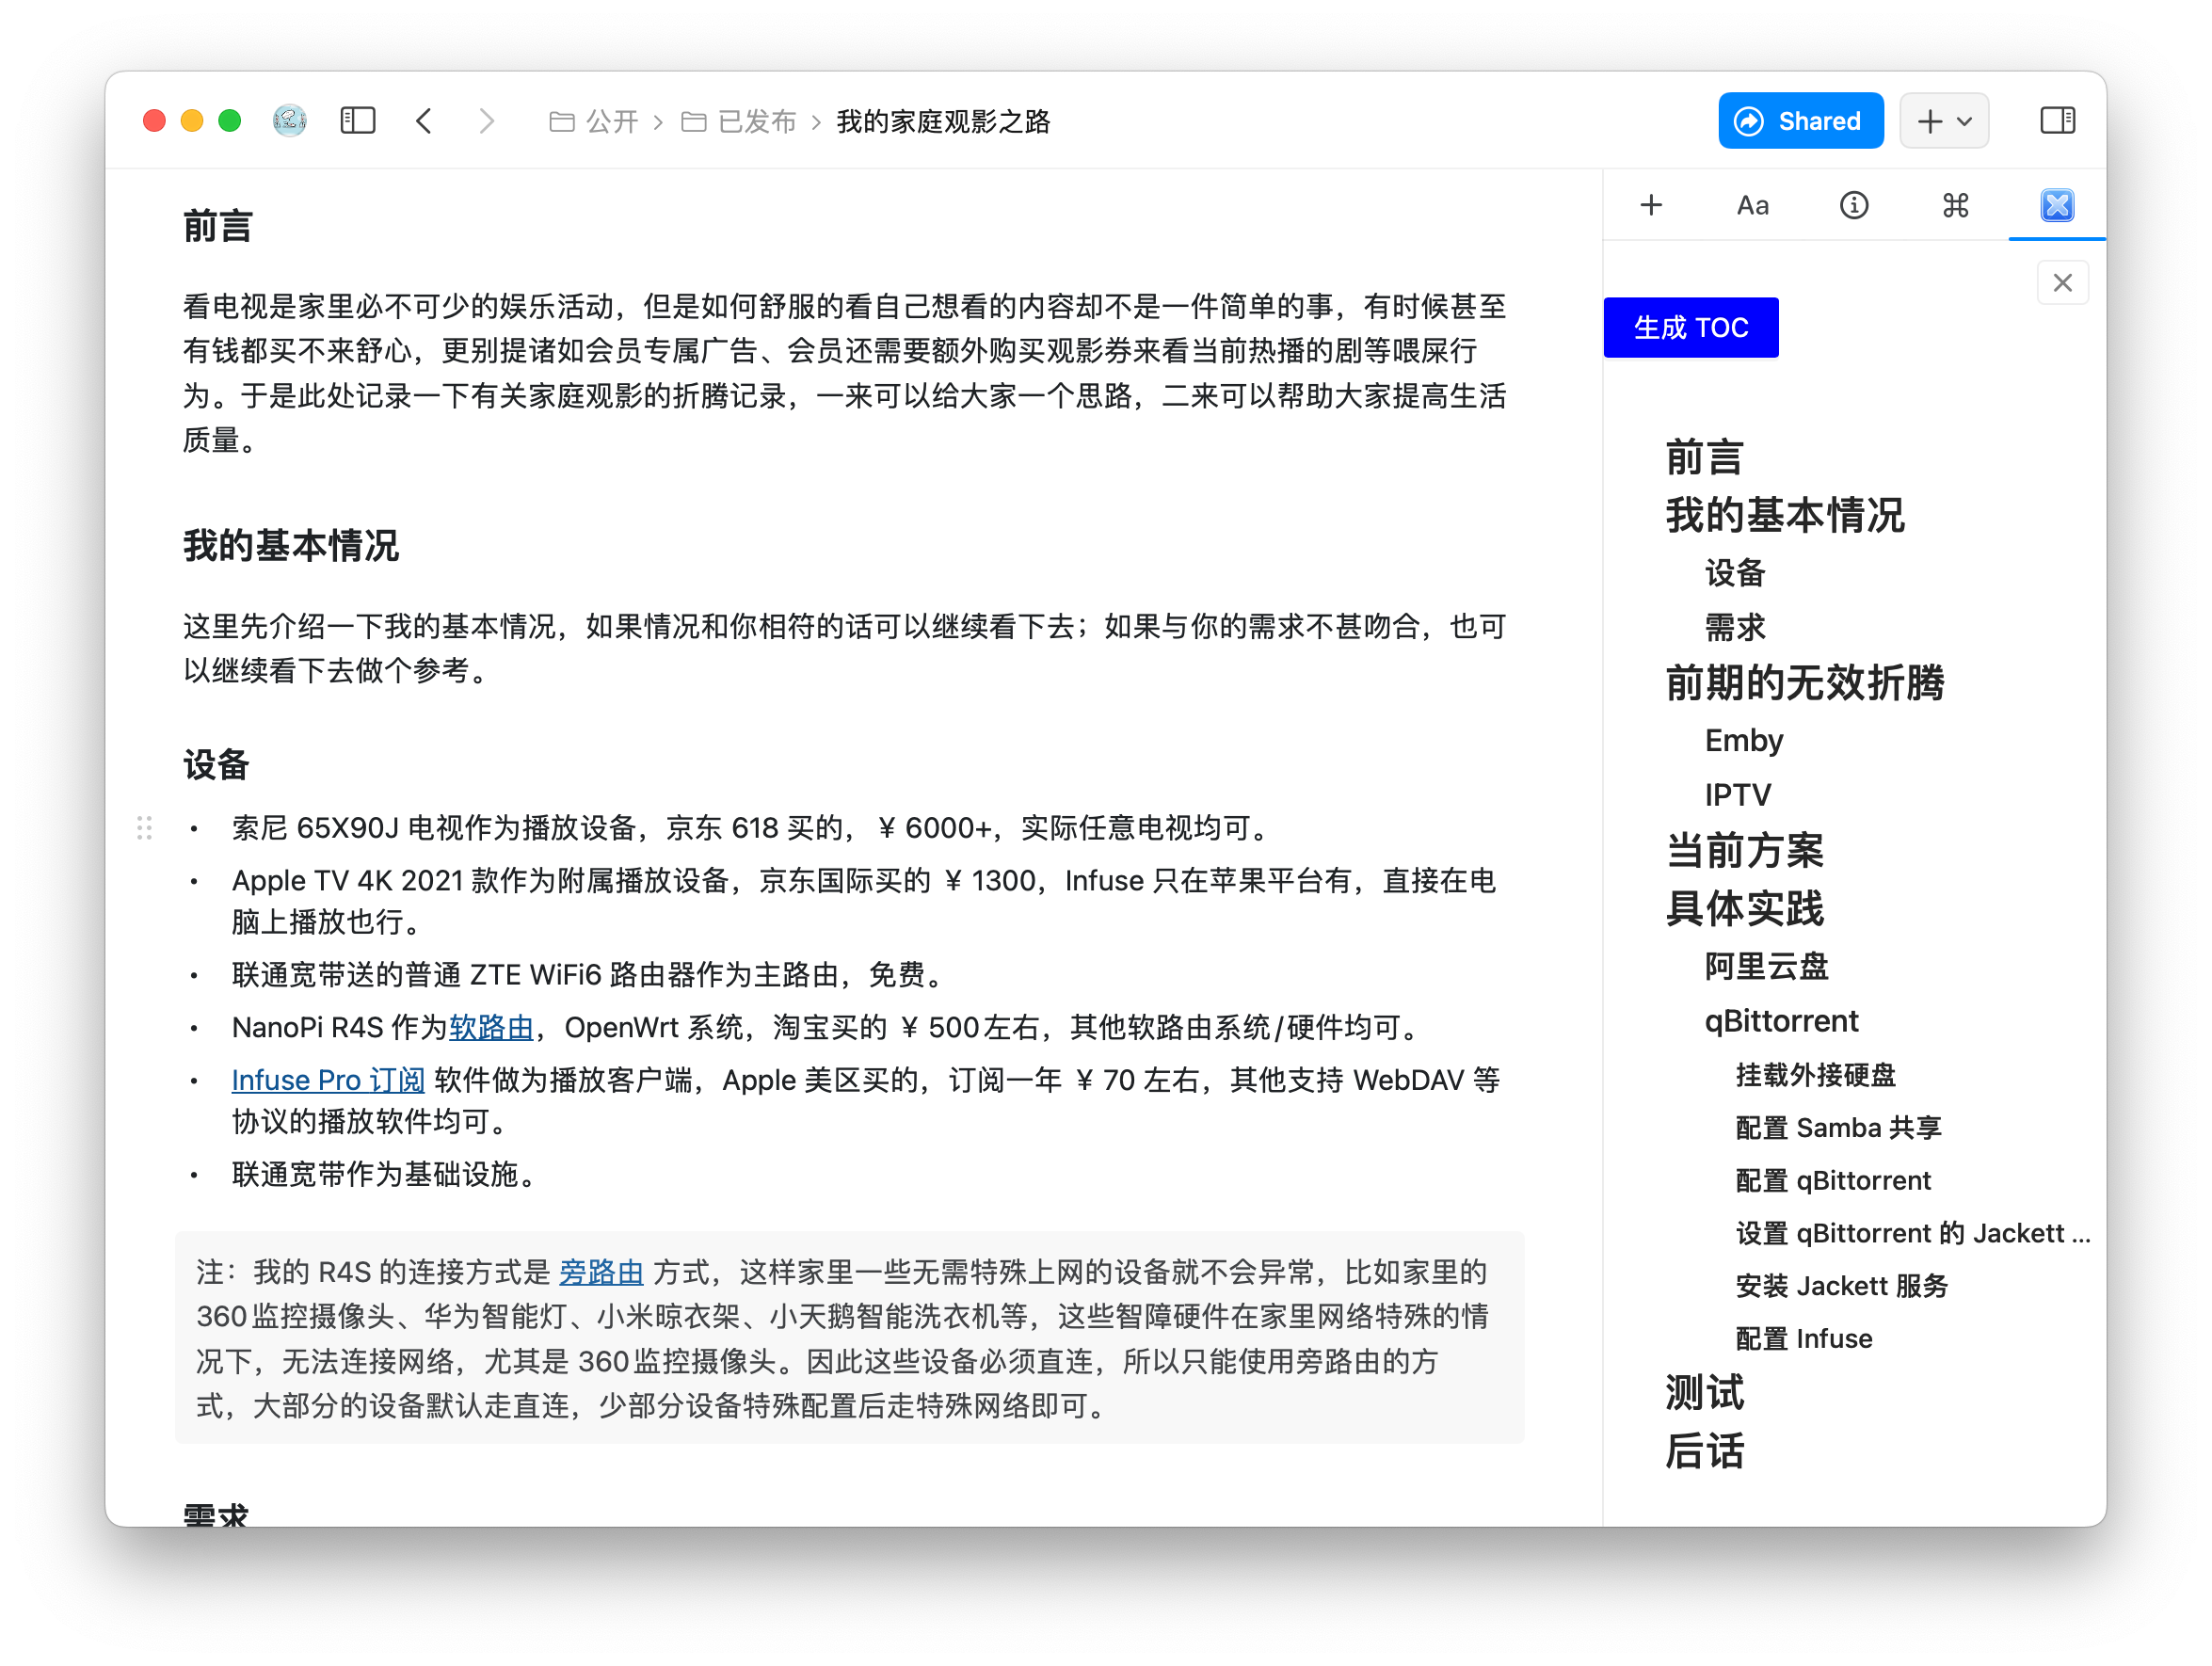 公开 > 已发布 > 我的家庭观影之路
Shared
Aa
前言
看电视是家里必不可少的娱乐活动，但是如何舒服的看自己想看的内容却不是一件简单的事，有时候甚至
有钱都买不来舒心，更别提诸如会员专属广告、会员还需要额外购买观影券来看当前热播的剧等喂屎行
为。于是此处记录一下有关家庭观影的折腾记录，一来可以给大家一个思路，二来可以帮助大家提高生活
质量。
我的基本情况
这里先介绍一下我的基本情况，如果情况和你相符的话可以继续看下去；如果与你的需求不甚吻合，也可
以继续看下去做个参考。
设备
• 索尼 65X90J 电视作为播放设备，京东 618 买的，￥6000+，实际任意电视均可。
• Apple TV 4K 2021 款作为附属播放设备，京东国际买的 ￥1300，Infuse 只在苹果平台有，直接在电
脑上播放也行。
• 联通宽带送的普通 ZTE WiFi6 路由器作为主路由，免费。
• NanoPi R4S 作为软路由，OpenWrt 系统，淘宝买的 ￥500左右，其他软路由系统/硬件均可。
• Infuse Pro 订阅 软件做为播放客户端，Apple 美区买的，订阅一年 ￥70 左右，其他支持 WebDAV 等
协议的播放软件均可。
• 联通宽带作为基础设施。
注：我的 R4S 的连接方式是 旁路由 方式，这样家里一些无需特殊上网的设备就不会异常，比如家里的
360监控摄像头、华为智能灯、小米晾衣架、小天鹅智能洗衣机等，这些智障硬件在家里网络特殊的情
况下，无法连接网络，尤其是 360监控摄像头。因此这些设备必须直连，所以只能使用旁路由的方
式，大部分的设备默认走直连，少部分设备特殊配置后走特殊网络即可。
需求
生成 TOC
前言
我的基本情况
设备
需求
前期的无效折腾
Emby
IPTV
当前方案
具体实践
阿里云盘
qBittorrent
挂载外接硬盘
配置 Samba 共享
配置 qBittorrent
设置 qBittorrent 的 Jackett ...
安装 Jackett 服务
配置 Infuse
测试
后话